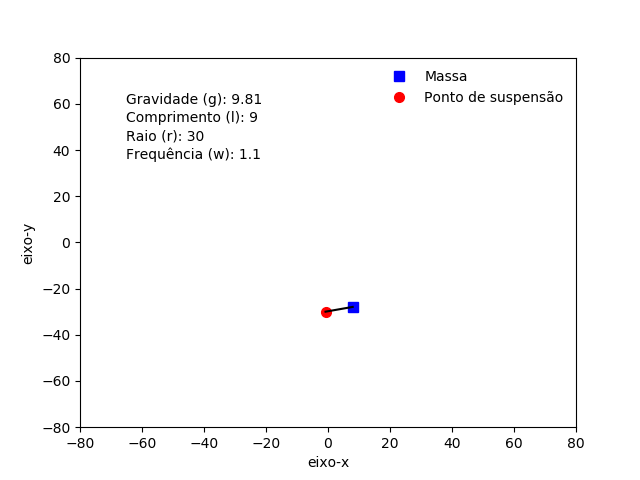 Massa
Ponto de suspensão
Gravidade (g): 9.81
Comprimento (l): 9
Raio (r): 30
Frequência (w): 1.1
80
60
40
20
0
−20
−40
−60
−80
eixo-y
−80
−60
−40
−20
0
20
40
60
80
eixo-x